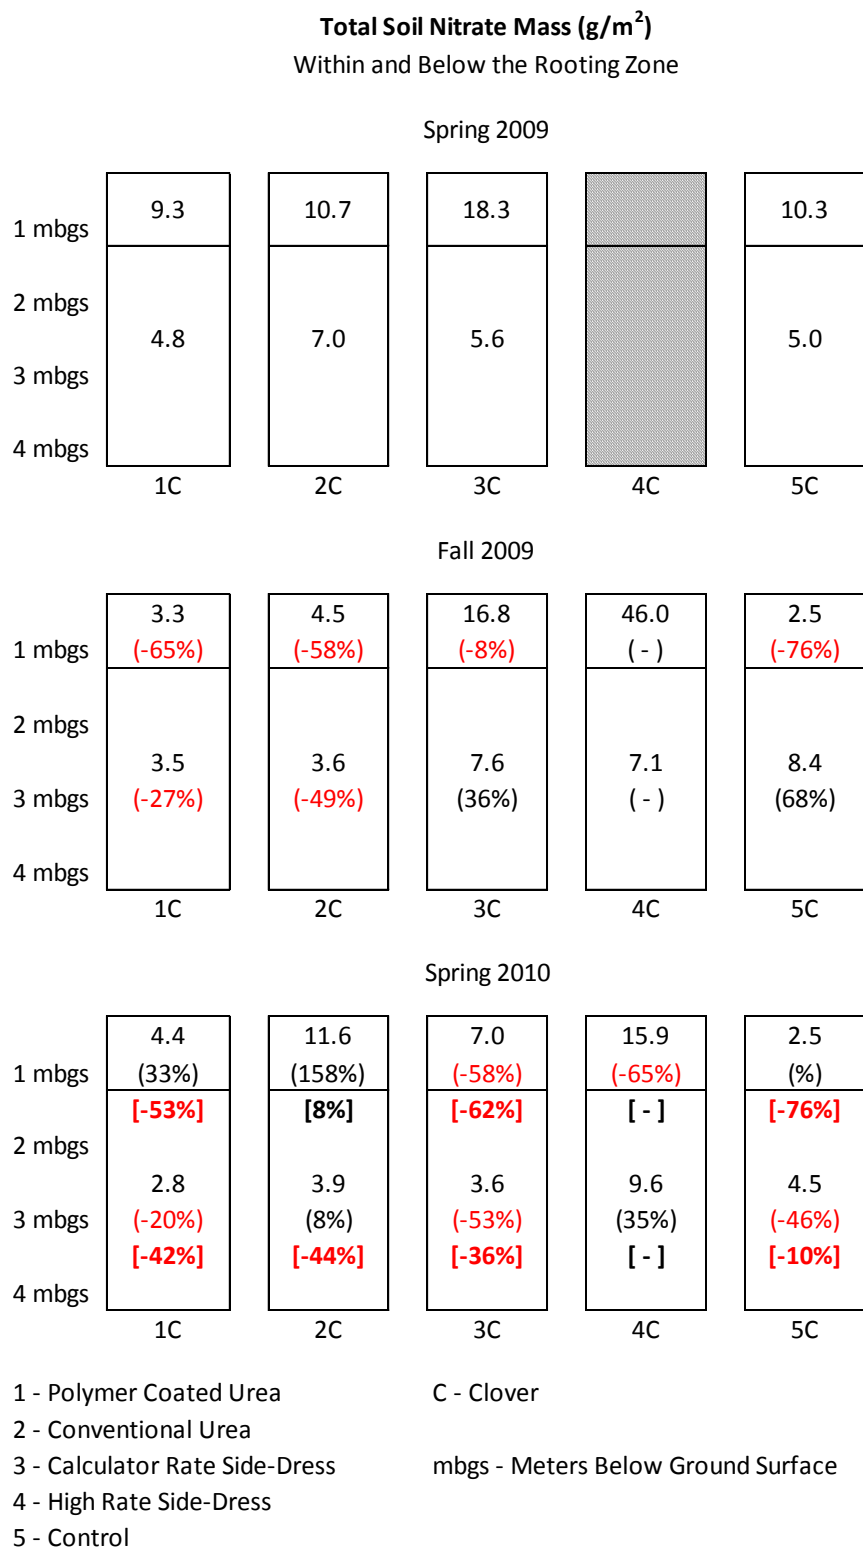 Total Soil Nitrate Mass (g/m²)
Within and Below the Rooting Zone
Spring 2009
9.3 10.7 18.3 10.3
1 mbgs
2 mbgs
4.8 7.0 5.6 5.0
3 mbgs
4 mbgs
1C 2C 3C 4C 5C
Fall 2009
3.3 4.5 16.8 46.0 2.5
1 mbgs (-65%) (-58%) (-8%) ( - ) (-76%)
2 mbgs
3.5 3.6 7.6 7.1 8.4
3 mbgs (-27%) (-49%) (36%) ( - ) (68%)
4 mbgs
1C 2C 3C 4C 5C
Spring 2010
4.4 11.6 7.0 15.9 2.5
1 mbgs (33%) (158%) (-58%) (-65%) (%)
[-53%] [8%] [-62%] [ - ] [-76%]
2 mbgs
2.8 3.9 3.6 9.6 4.5
3 mbgs (-20%) (8%) (-53%) (35%) (-46%)
[-42%] [-44%] [-36%] [ - ] [-10%]
4 mbgs
1C 2C 3C 4C 5C
1 - Polymer Coated Urea C - Clover
2 - Conventional Urea
3 - Calculator Rate Side-Dress mbgs - Meters Below Ground Surface
4 - High Rate Side-Dress
5 - Control